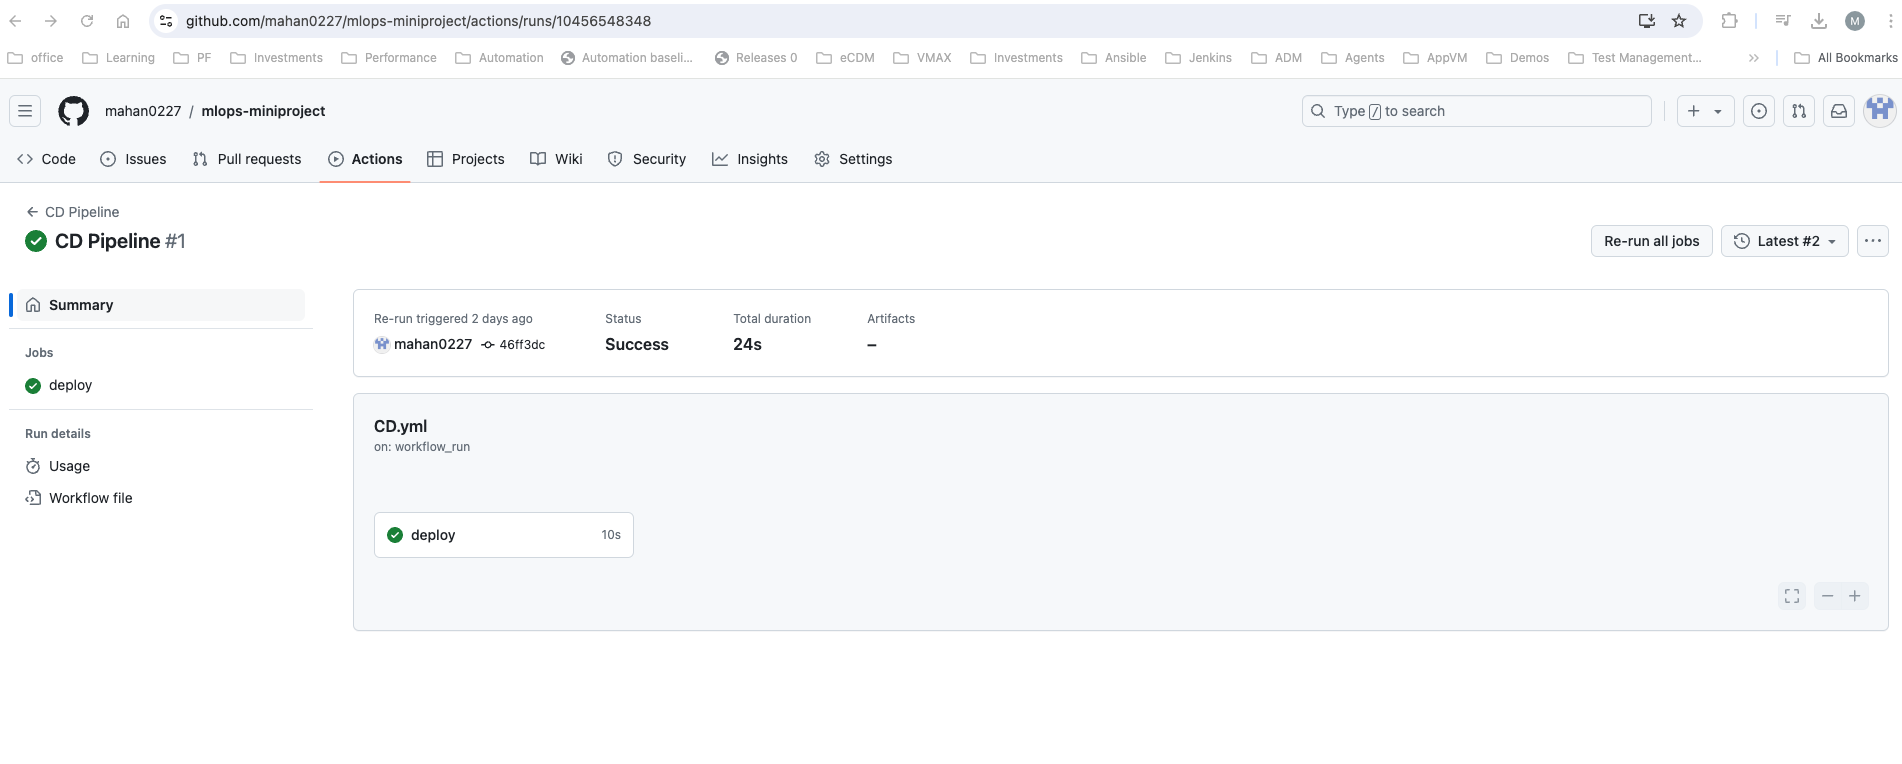 github.com/mahan0227/mlops-miniproject/actions/runs/10456548348
M
office Learning PF Investments Performance Automation Automation baseli... Releases 0 eCDM VMAX Investments Ansible Jenkins ADM Agents AppVM Demos Test Management... » All Bookmarks
mahan0227 / mlops-miniproject
Type / to search
Code Issues Pull requests Actions Projects Wiki Security Insights Settings
CD Pipeline
CD Pipeline #1
Re-run all jobs Latest #2
Summary
Jobs
deploy
Run details
Usage
Workflow file
Re-run triggered 2 days ago Status Total duration Artifacts
mahan0227 46ff3dc Success 24s –
CD.yml
on: workflow_run
deploy 10s